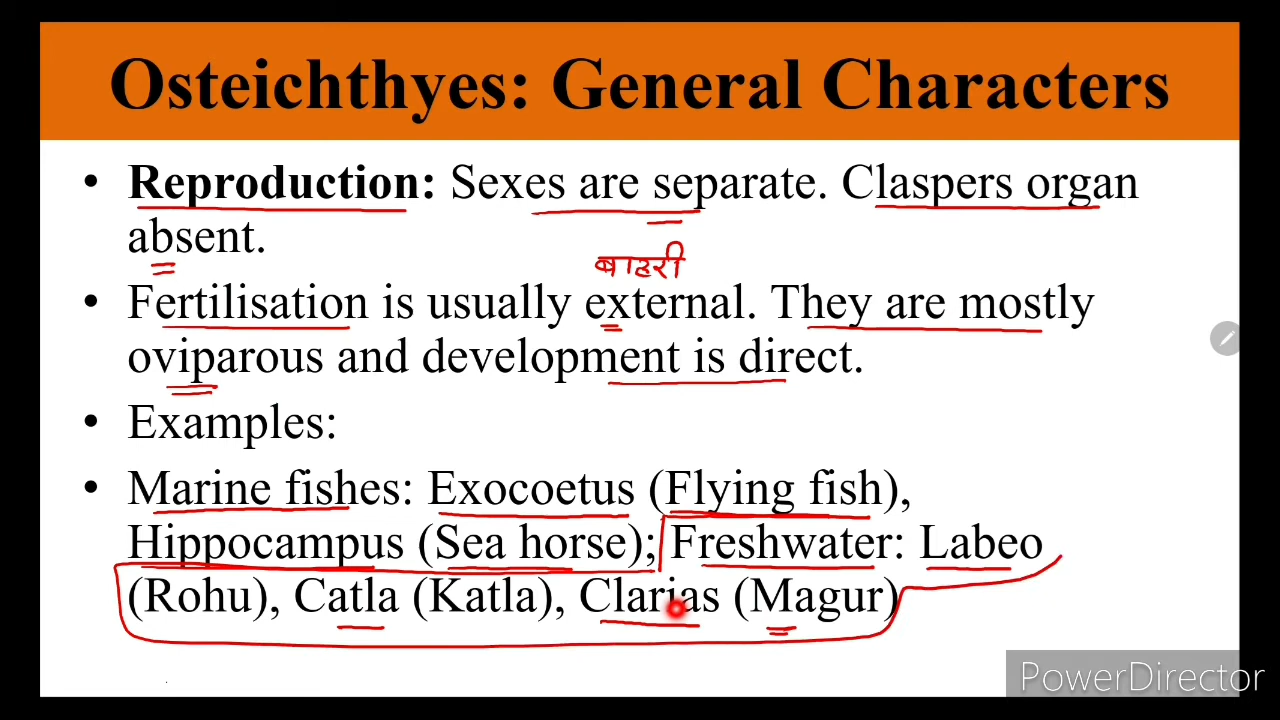 Osteichthyes: General Characters
• Reproduction: Sexes are separate. Claspers organ
absent.
बाहरी
• Fertilisation is usually external. They are mostly
oviparous and development is direct.
• Examples:
• Marine fishes: Exocoetus (Flying fish),
Hippocampus (Sea horse); Freshwater: Labeo
(Rohu), Catla (Katla), Clarias (Magur)
PowerDirector